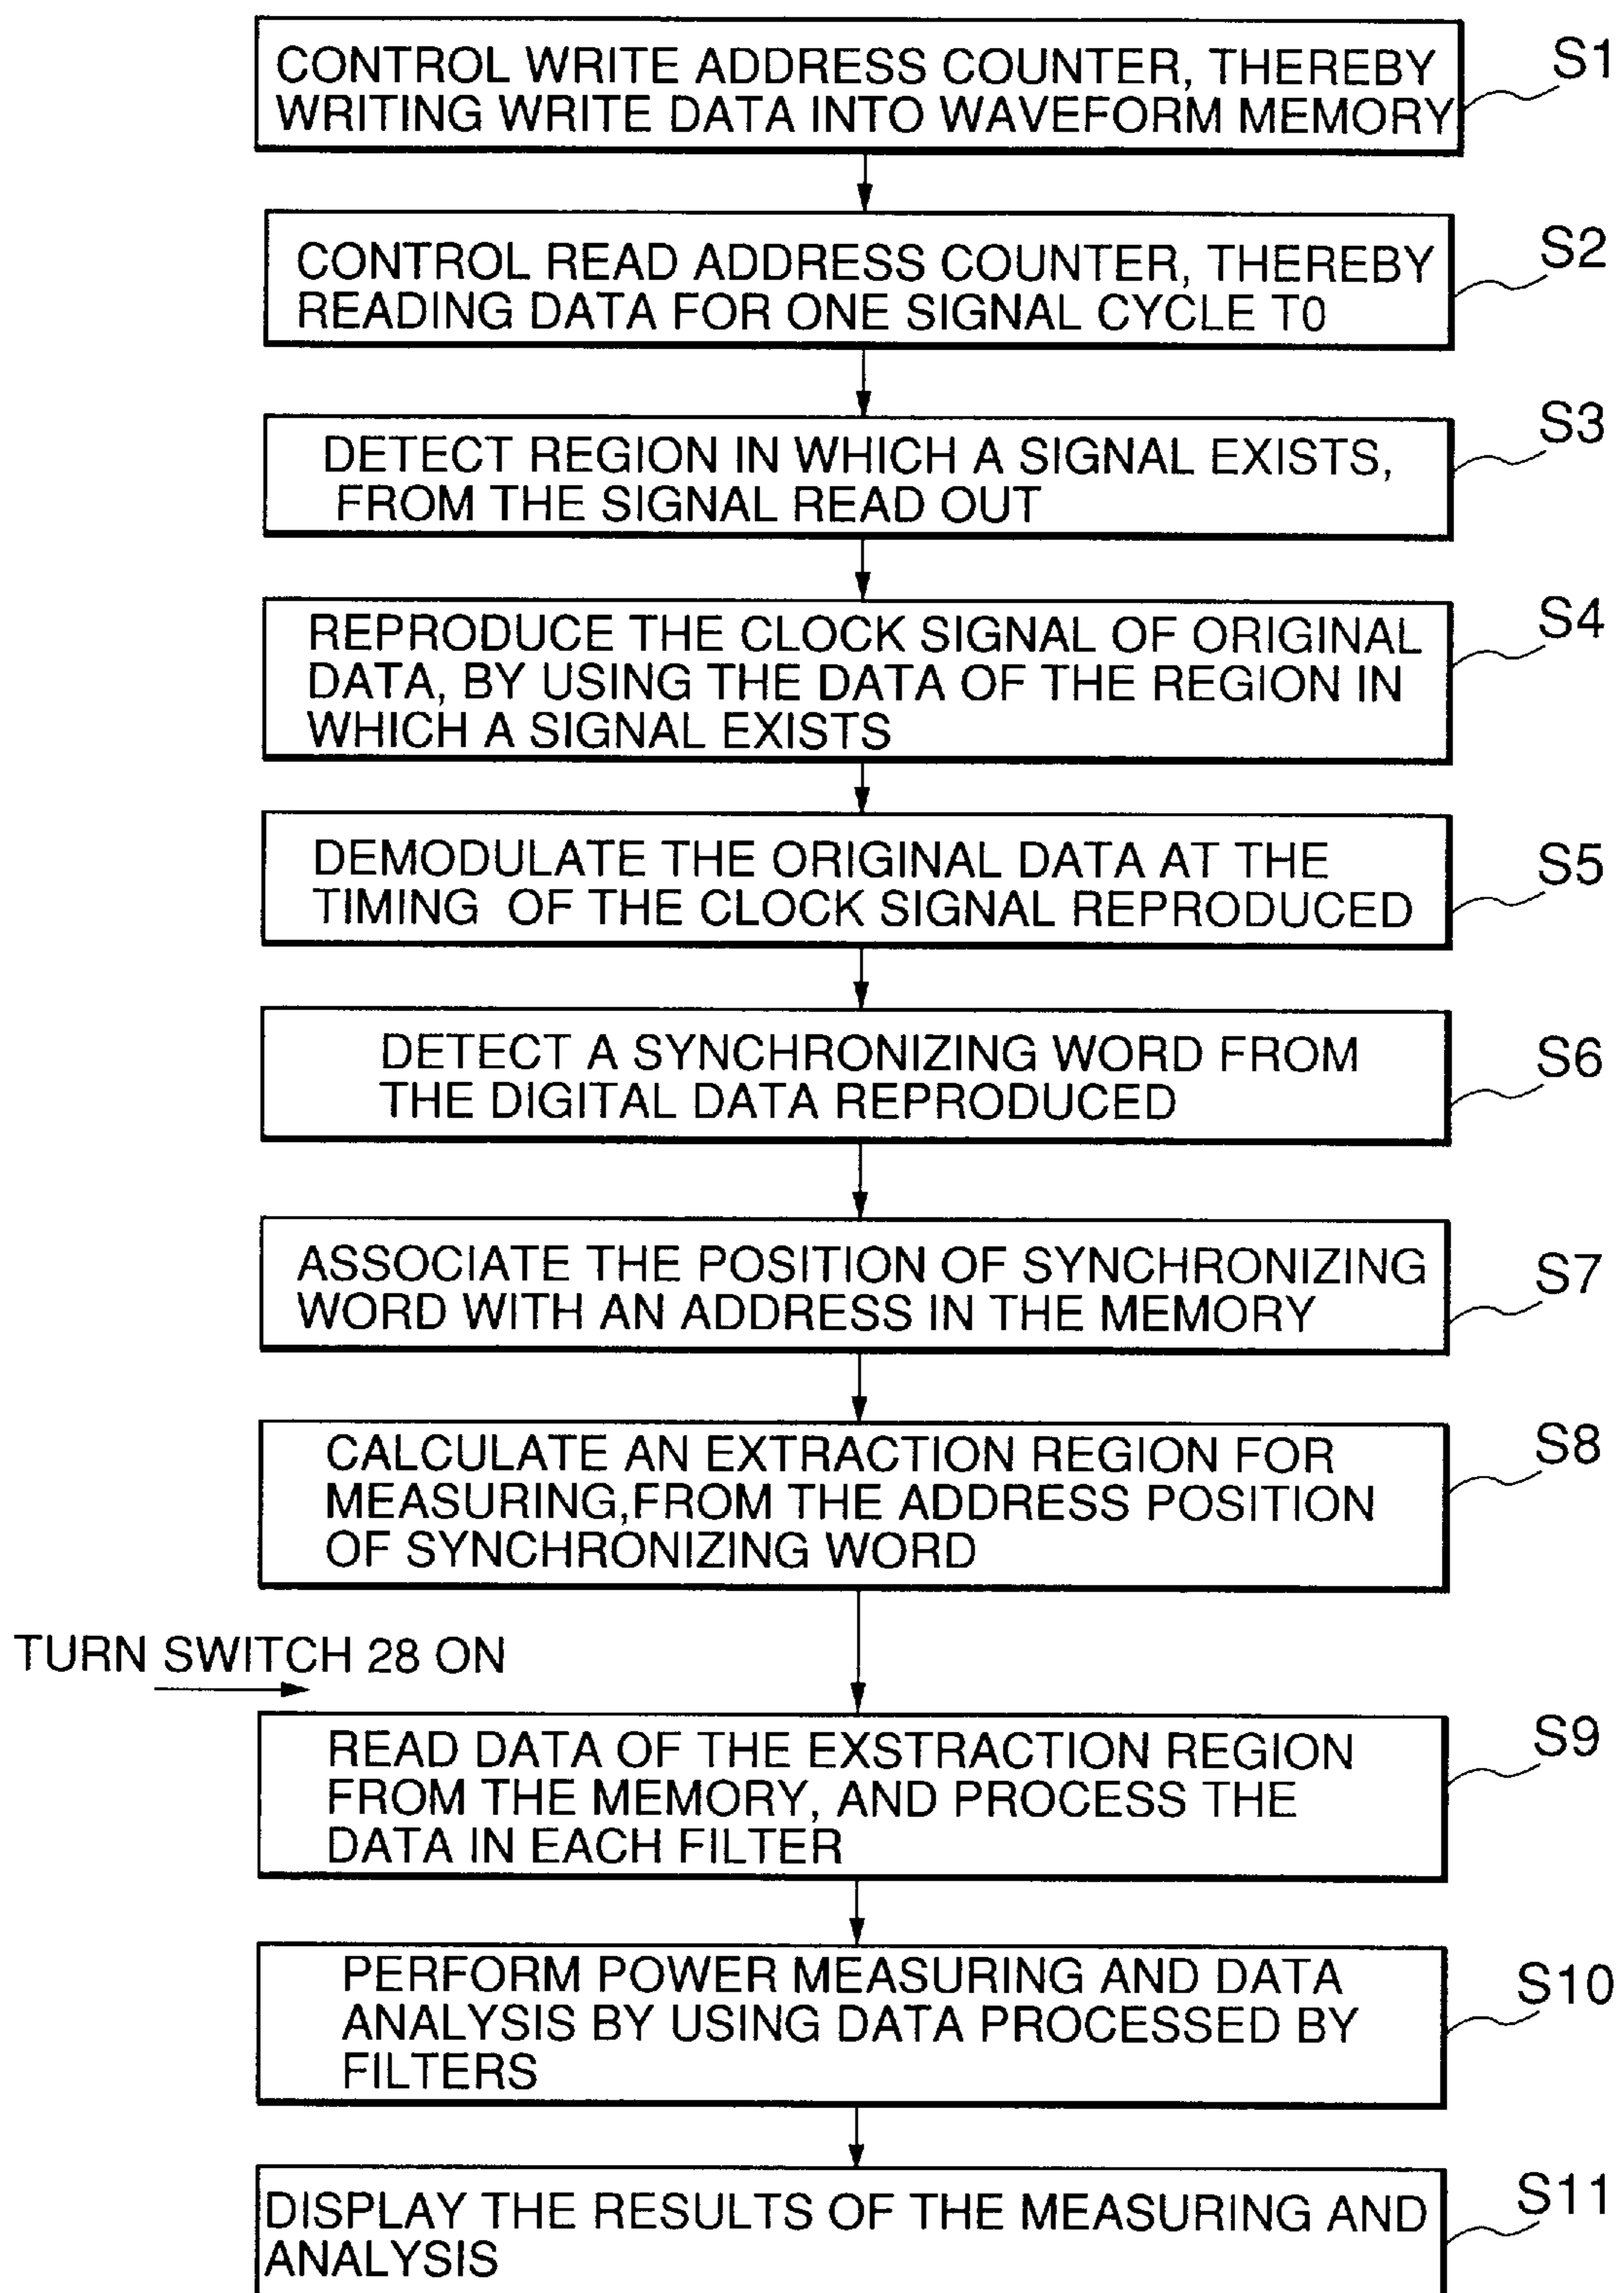 CONTROL WRITE ADDRESS COUNTER, THEREBY
WRITING WRITE DATA INTO WAVEFORM MEMORY
S1
CONTROL READ ADDRESS COUNTER, THEREBY
READING DATA FOR ONE SIGNAL CYCLE T0
S2
DETECT REGION IN WHICH A SIGNAL EXISTS,
FROM THE SIGNAL READ OUT
S3
REPRODUCE THE CLOCK SIGNAL OF ORIGINAL
DATA, BY USING THE DATA OF THE REGION IN
WHICH A SIGNAL EXISTS
S4
DEMODULATE THE ORIGINAL DATA AT THE
TIMING OF THE CLOCK SIGNAL REPRODUCED
S5
DETECT A SYNCHRONIZING WORD FROM
THE DIGITAL DATA REPRODUCED
S6
ASSOCIATE THE POSITION OF SYNCHRONIZING
WORD WITH AN ADDRESS IN THE MEMORY
S7
CALCULATE AN EXTRACTION REGION FOR
MEASURING,FROM THE ADDRESS POSITION
OF SYNCHRONIZING WORD
S8
TURN SWITCH 28 ON
READ DATA OF THE EXSTRACTION REGION
FROM THE MEMORY, AND PROCESS THE
DATA IN EACH FILTER
S9
PERFORM POWER MEASURING AND DATA
ANALYSIS BY USING DATA PROCESSED BY
FILTERS
S10
DISPLAY THE RESULTS OF THE MEASURING AND
ANALYSIS
S11